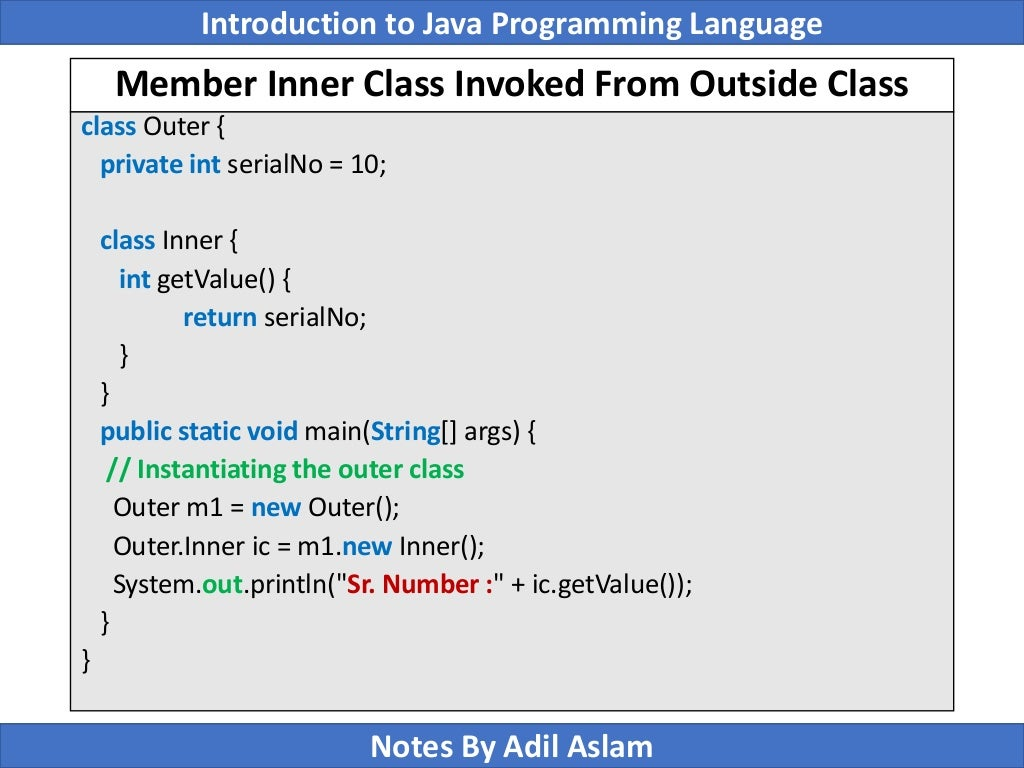 Introduction to Java Programming Language
Member Inner Class Invoked From Outside Class
class Outer {
private int serialNo = 10;
class Inner {
int getValue() {
return serialNo;
}
}
public static void main(String[] args) {
// Instantiating the outer class
Outer m1 = new Outer();
Outer.Inner ic = m1.new Inner();
System.out.println("Sr. Number :" + ic.getValue());
}
}
Notes By Adil Aslam